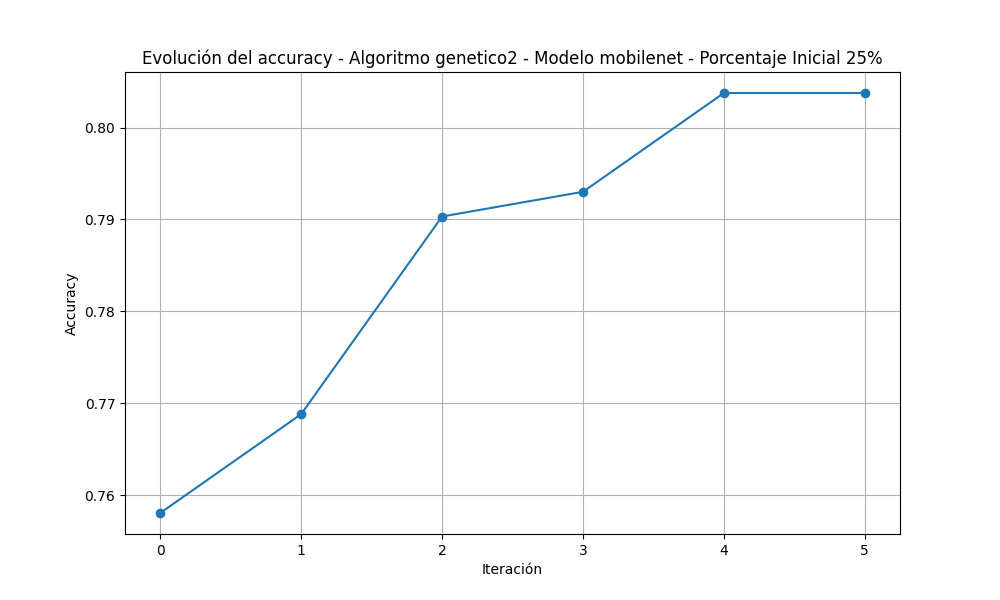 Evolución del accuracy - Algoritmo genetico2 - Modelo mobilenet - Porcentaje Inicial 25%
0.80
0.79
0.78
0.77
0.76
Accuracy
0 1 2 3 4 5
Iteración